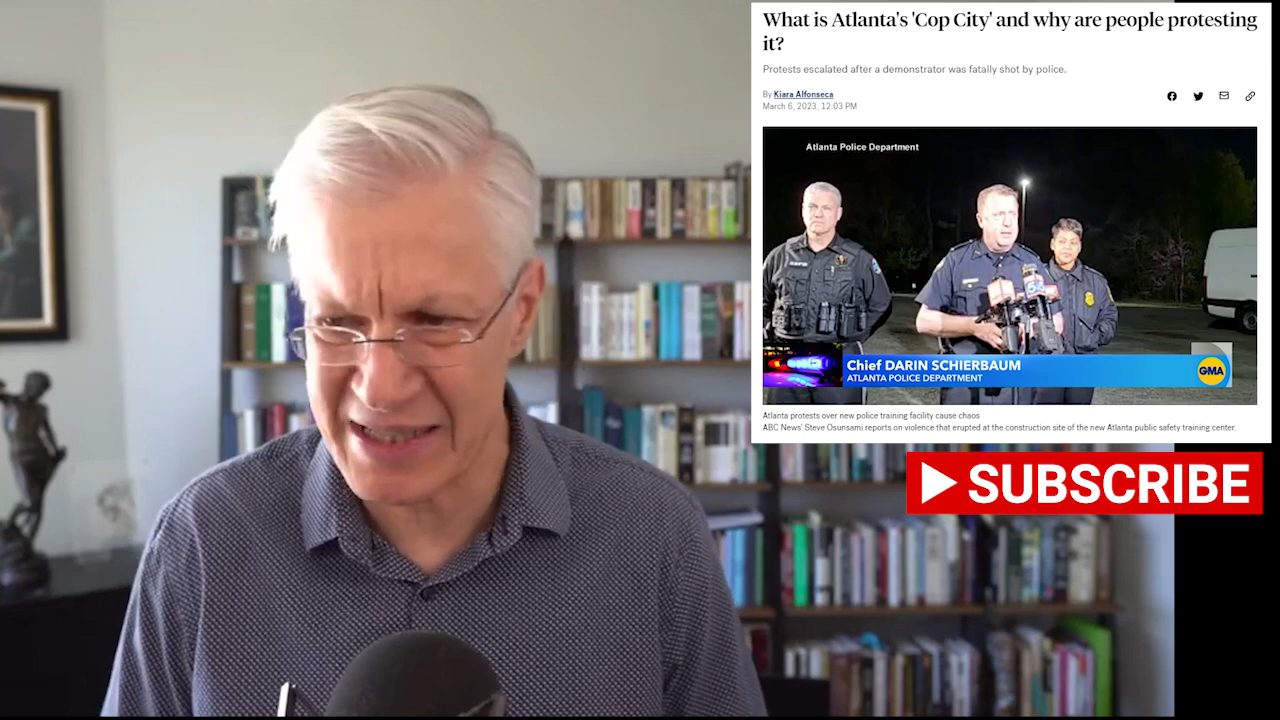 What is Atlanta's 'Cop City' and why are people protesting
it?
Protests escalated after a demonstrator was fatally shot by police.
By Kiara Alfonseca
March 6, 2023, 12:03 PM
Atlanta Police Department
Chief DARIN SCHIERBAUM
ATLANTA POLICE DEPARTMENT
GMA
Atlanta protests over new police training facility cause chaos
ABC News' Steve Osunsami reports on violence that erupted at the construction site of the new Atlanta public safety training center.
SUBSCRIBE